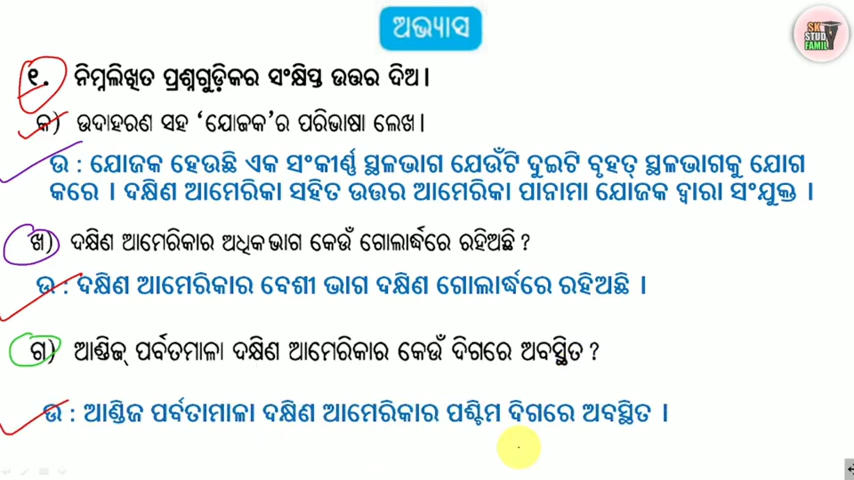 ଅଭ୍ୟାସ
SK
STUD
FAMIL
୧. ନିମ୍ନଲିଖିତ ପ୍ରଶ୍ନଗୁଡ଼ିକର ସଂକ୍ଷିପ୍ତ ଉତ୍ତର ଦିଅ।
କ) ଉଦାହରଣ ସହ ‘ଯୋଜକ’ର ପରିଭାଷା ଲେଖ।
ଉ : ଯୋଜକ ହେଉଛି ଏକ ସଂକୀର୍ଣ୍ଣ ସ୍ଥଳଭାଗ ଯେଉଁଟି ଦୁଇଟି ବୃହତ୍ ସ୍ଥଳଭାଗକୁ ଯୋଗ
କରେ । ଦକ୍ଷିଣ ଆମେରିକା ସହିତ ଉତ୍ତର ଆମେରିକା ପାନାମା ଯୋଜକ ଦ୍ୱାରା ସଂଯୁକ୍ତ ।
ଖ) ଦକ୍ଷିଣ ଆମେରିକାର ଅଧିକ ଭାଗ କେଉଁ ଗୋଲାର୍ଦ୍ଧରେ ରହିଅଛି ?
ଉ : ଦକ୍ଷିଣ ଆମେରିକାର ବେଶୀ ଭାଗ ଦକ୍ଷିଣ ଗୋଲାର୍ଦ୍ଧରେ ରହିଅଛି ।
ଗ) ଆଣ୍ଡିଜ୍ ପର୍ବତମାଳା ଦକ୍ଷିଣ ଆମେରିକାର କେଉଁ ଦିଗରେ ଅବସ୍ଥିତ ?
ଉ : ଆଣ୍ଡିଜ ପର୍ବତାମାଳା ଦକ୍ଷିଣ ଆମେରିକାର ପଶ୍ଚିମ ଦିଗରେ ଅବସ୍ଥିତ ।